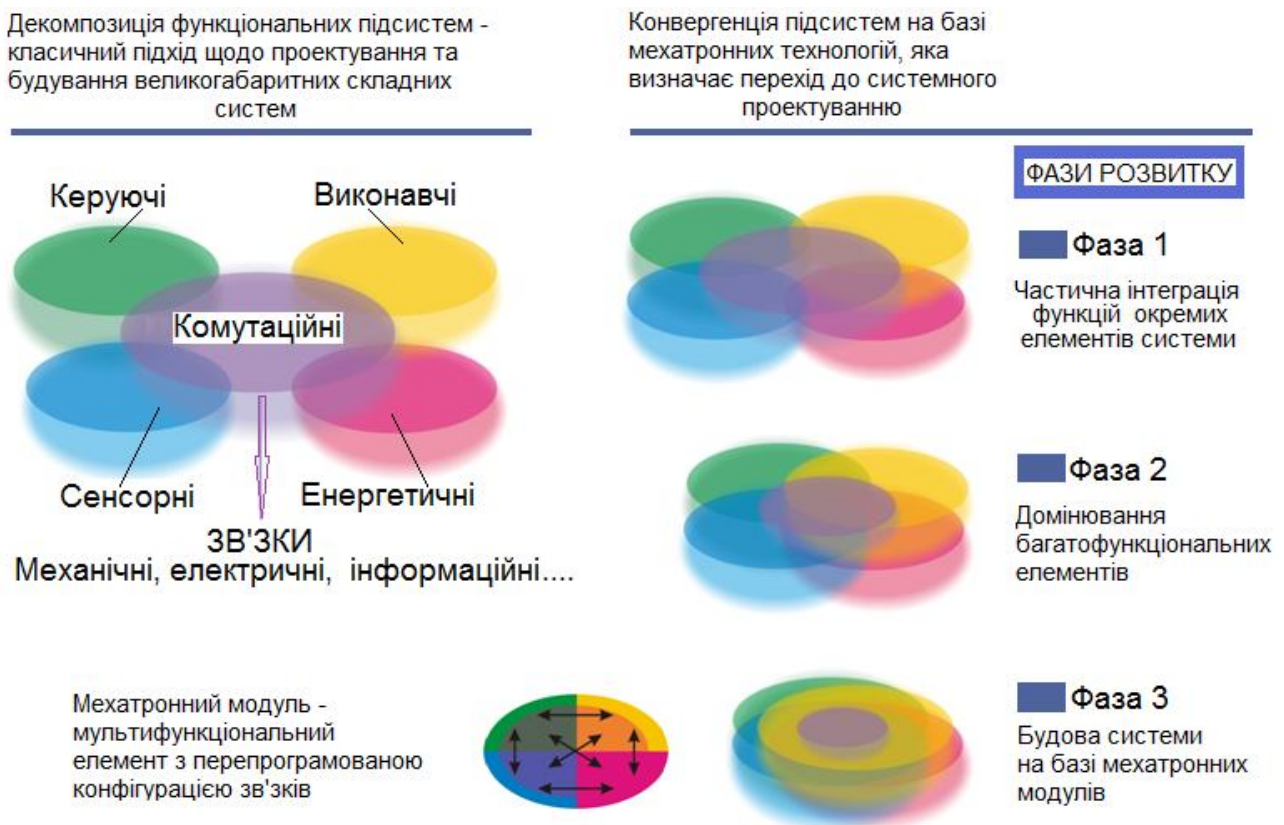 Декомпозиція функціональних підсистем -
класичний підхід щодо проектування та
будування великогабаритних складних
систем
Конвергенція підсистем на базі
мехатронних технологій, яка
визначає перехід до системного
проектуванню
ФАЗИ РОЗВИТКУ
Керуючі
Виконавчі
Комутаційні
Сенсорні
Енергетичні
ЗВ'ЗКИ
Механічні, електричні, інформаційні....
Фаза 1
Частична інтеграція
функцій окремих
елементів системи
Фаза 2
Домінювання
багатофункціональних
елементів
Мехатронний модуль -
мультифункціональний
елемент з перепрограмованою
конфігурацією зв'язків
Фаза 3
Будова системи
на базі мехатронних
модулів